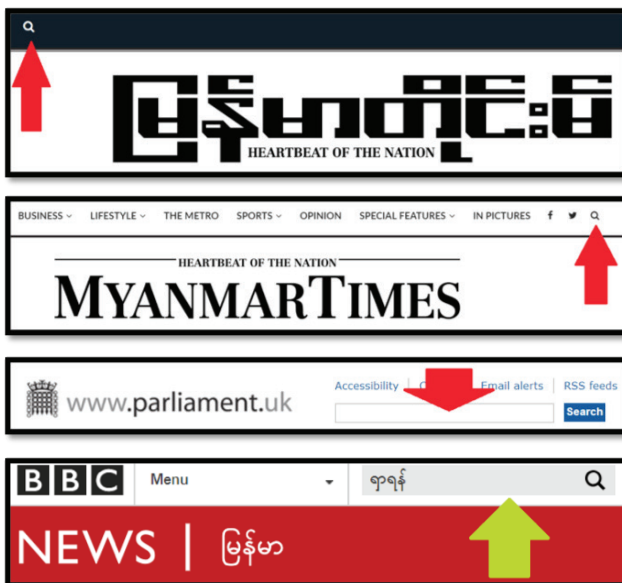 မြန်မာတိုင်းမ်
HEARTBEAT OF THE NATION
BUSINESS LIFESTYLE THE METRO SPORTS OPINION SPECIAL FEATURES IN PICTURES
HEARTBEAT OF THE NATION
MYANMARTIMES
Accessibility Email alerts RSS feeds
www.parliament.uk
Search
BBC Menu ရှာရန်
NEWS | မြန်မာ